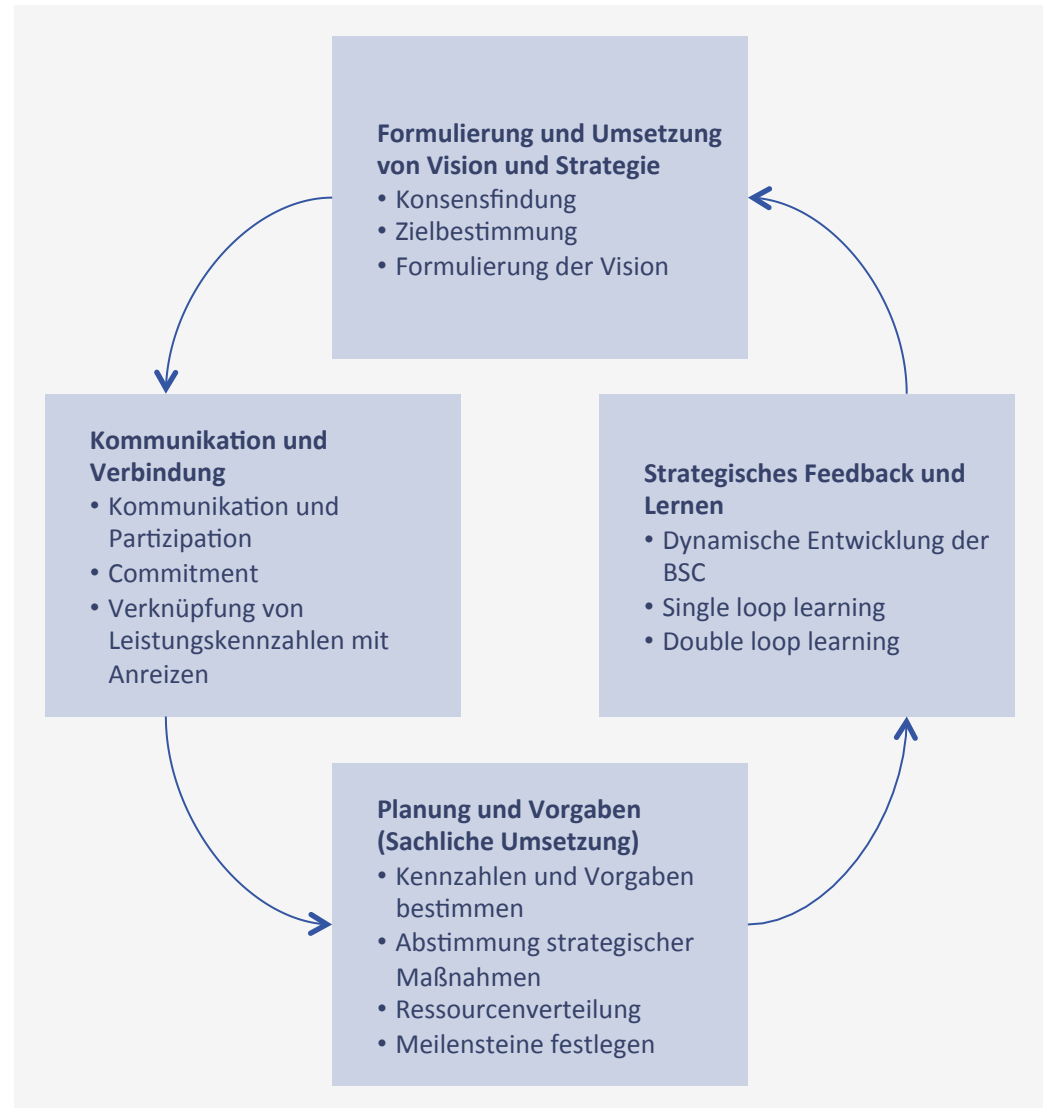 Formulierung und Umsetzung
von Vision und Strategie
• Konsensfindung
• Zielbestimmung
• Formulierung der Vision
Kommunikation und
Verbindung
• Kommunikation und
Partizipation
• Commitment
• Verknüpfung von
Leistungskennzahlen mit
Anreizen
Strategisches Feedback und
Lernen
• Dynamische Entwicklung der
BSC
• Single loop learning
• Double loop learning
Planung und Vorgaben
(Sachliche Umsetzung)
• Kennzahlen und Vorgaben
bestimmen
• Abstimmung strategischer
Maßnahmen
• Ressourcenverteilung
• Meilensteine festlegen